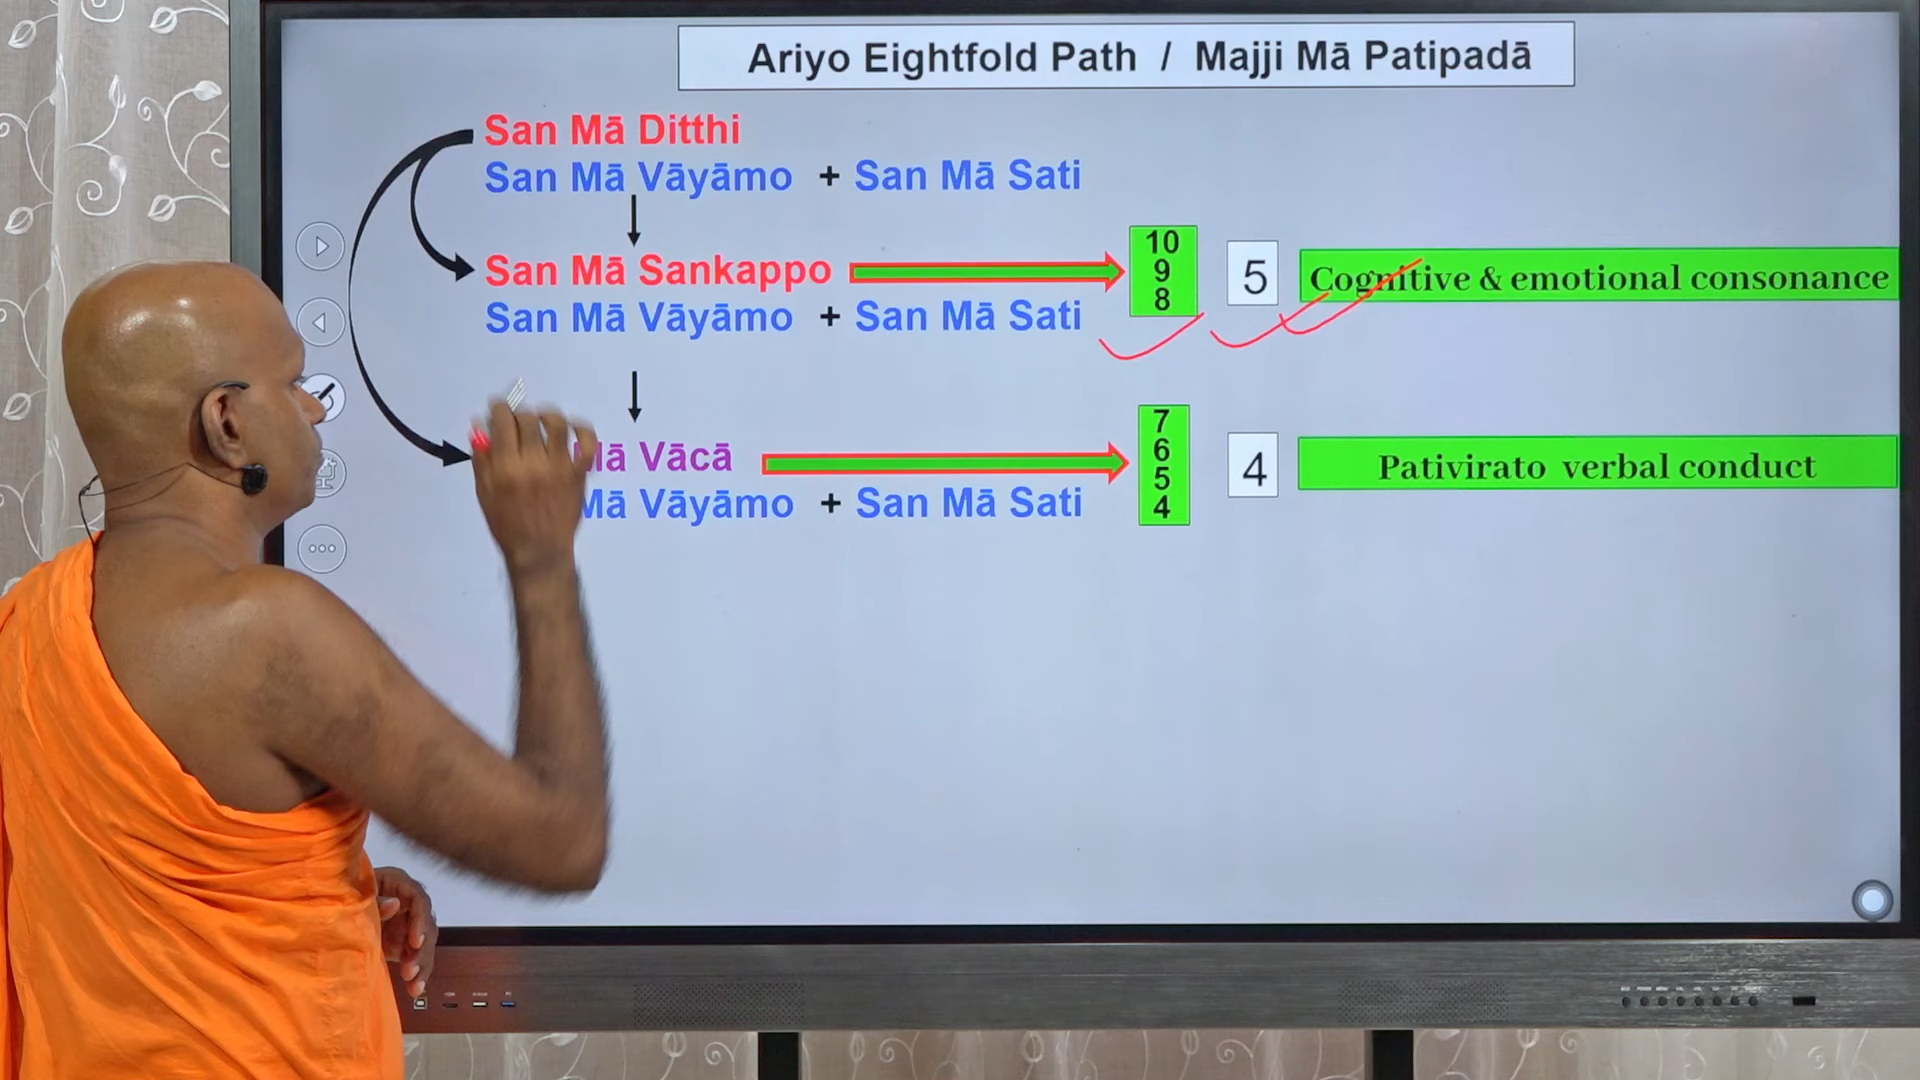 Ariyo Eightfold Path / Majji Mā Patipadā
San Mā Ditthi
San Mā Vāyāmo + San Mā Sati
San Mā Sankappo
10
9
8
5
Cognitive & emotional consonance
San Mā Vāyāmo + San Mā Sati
Mā Vācā
7
6
5
4
4
Pativirato verbal conduct
Mā Vāyāmo + San Mā Sati